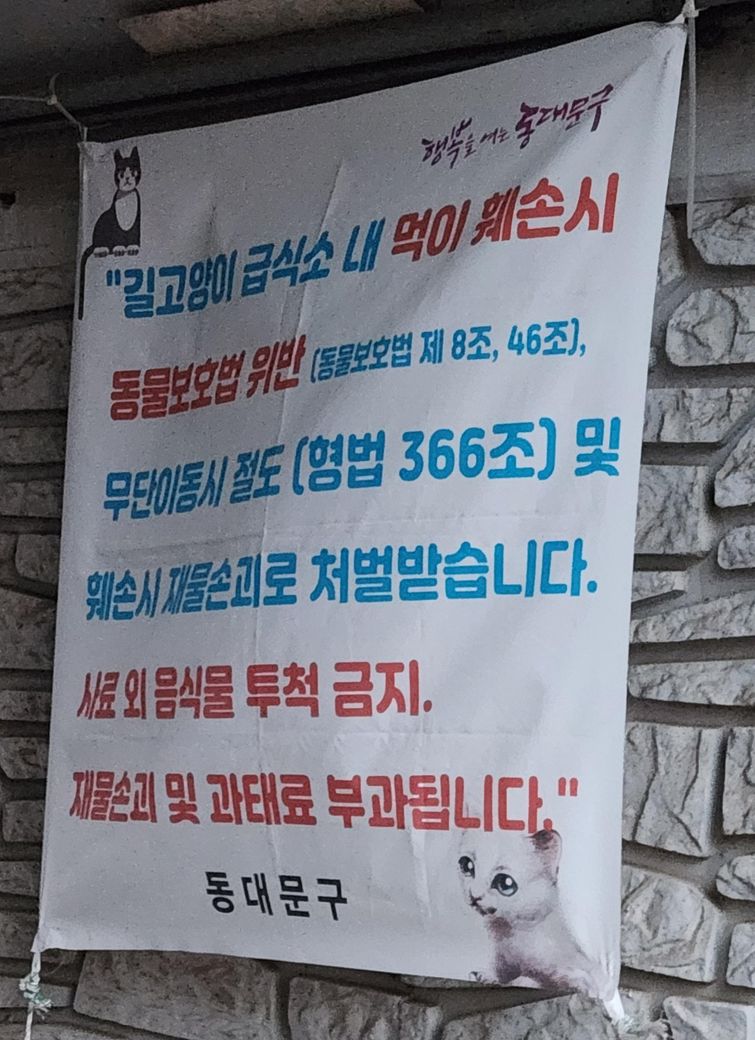 행복을 여는 동대문구
"길고양이 급식소 내 먹이 훼손시
동물보호법 위반 (동물보호법 제 8조, 46조),
무단이동시 절도 (형법 366조) 및
훼손시 재물손괴로 처벌받습니다.
사료 외 음식물 투척 금지.
재물손괴 및 과태료 부과됩니다."
동대문구